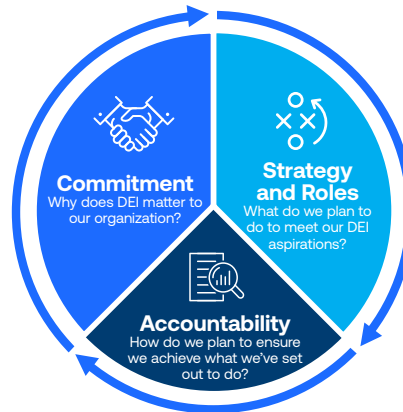 Commitment
Why does DEI matter to
our organization?
Strategy
and Roles
What do we plan to
do to meet our DEI
aspirations?
Accountability
How do we plan to ensure
we achieve what we've set
out to do?